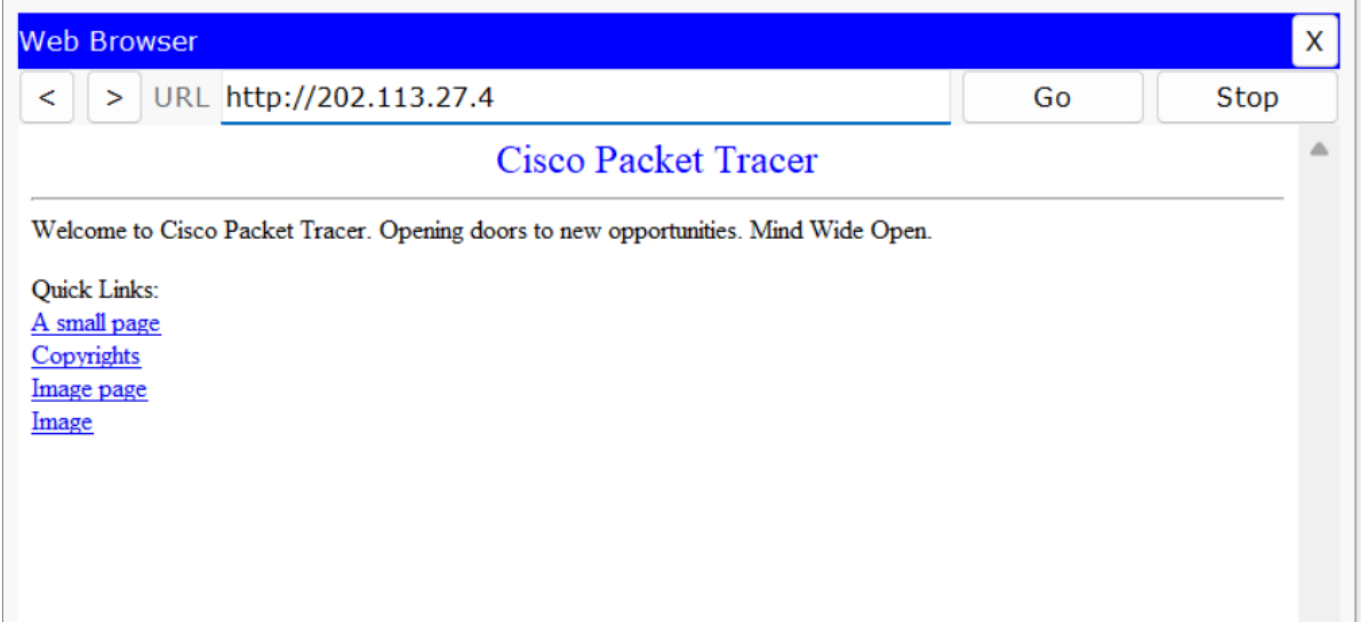 Web Browser X
< > URL http://202.113.27.4 Go Stop
Cisco Packet Tracer
Welcome to Cisco Packet Tracer. Opening doors to new opportunities. Mind Wide Open.
Quick Links:
A small page
Copyrights
Image page
Image